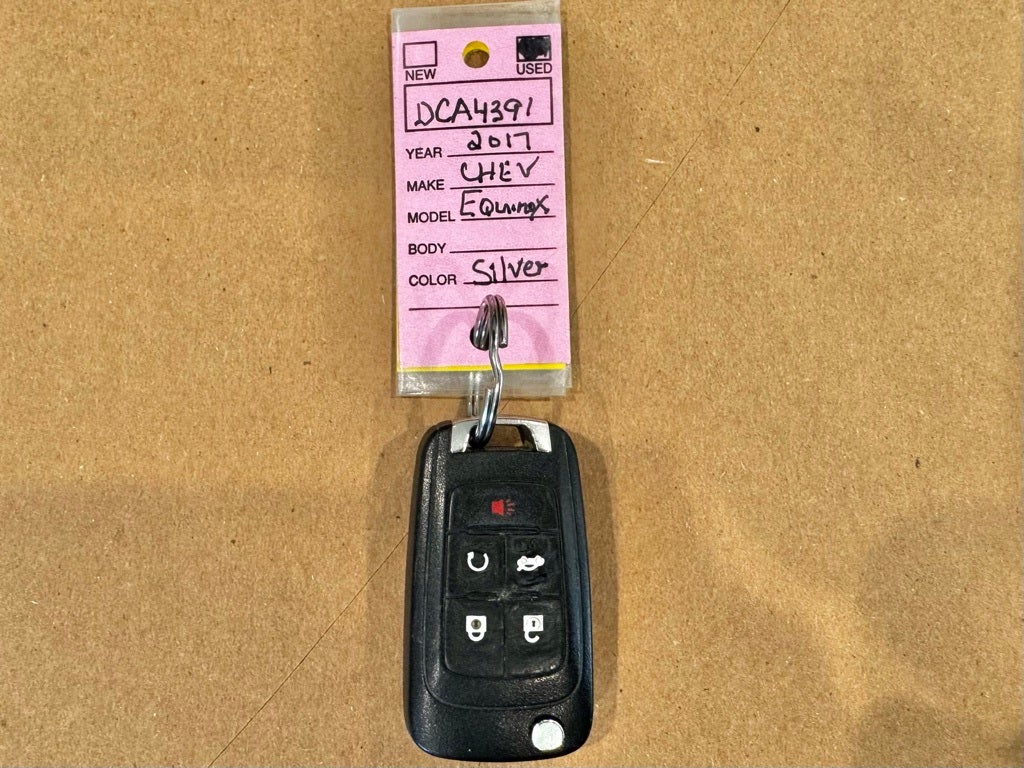 NEW USED
DCA4391
YEAR 2017
MAKE CHEV
MODEL EQuinox
BODY
COLOR Silver